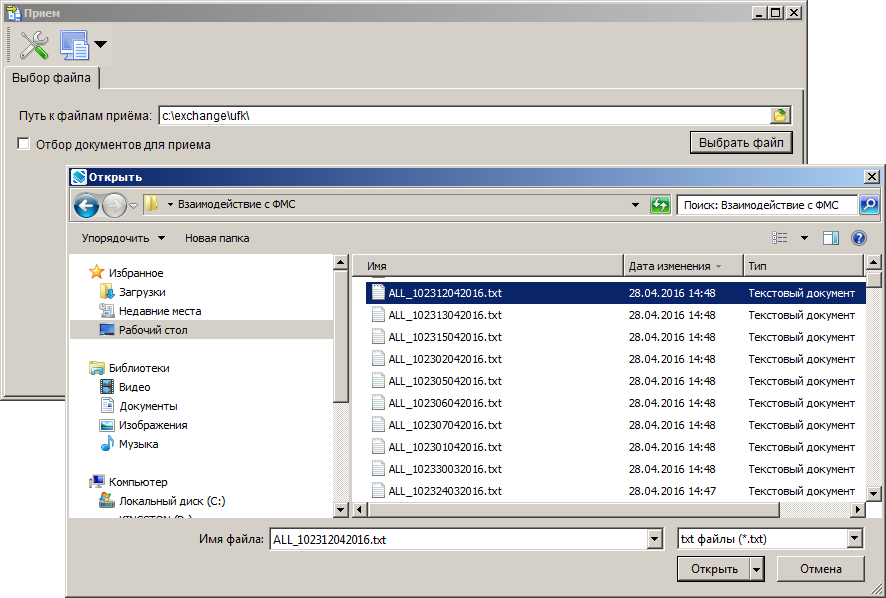 Прием
Выбор файла
Путь к файлам приёма: c:\exchange\ufk\
Отбор документов для приема
Выбрать файл
Открыть
Взаимодействие с ФМС
Поиск: Взаимодействие с ФМС
Упорядочить Новая папка
Избранное
Загрузки
Недавние места
Рабочий стол
Библиотеки
Видео
Документы
Изображения
Музыка
Компьютер
Локальный диск (C:)
Имя Дата изменения Тип
ALL_102312042016.txt 28.04.2016 14:48 Текстовый документ
ALL_102313042016.txt 28.04.2016 14:48 Текстовый документ
ALL_102315042016.txt 28.04.2016 14:48 Текстовый документ
ALL_102302042016.txt 28.04.2016 14:48 Текстовый документ
ALL_102305042016.txt 28.04.2016 14:48 Текстовый документ
ALL_102306042016.txt 28.04.2016 14:48 Текстовый документ
ALL_102307042016.txt 28.04.2016 14:48 Текстовый документ
ALL_102301042016.txt 28.04.2016 14:48 Текстовый документ
ALL_102330032016.txt 28.04.2016 14:48 Текстовый документ
ALL_102324032016.txt 28.04.2016 14:47 Текстовый документ
Имя файла: ALL_102312042016.txt txt файлы (*.txt)
Открыть Отмена